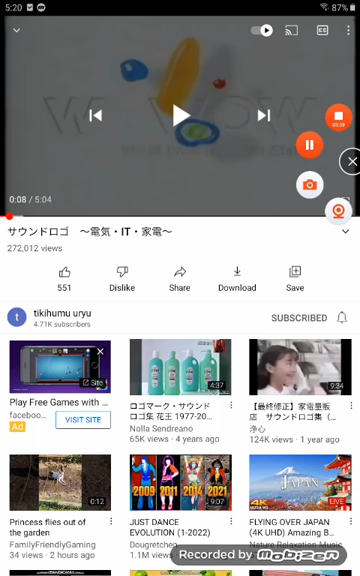 5:20
87%
WOWOW
0:08 / 5:04
サウンドロゴ　〜電気・IT・家電〜
272,012 views
551
Dislike
Share
Download
Save
t
tikihumu uryu
4.71K subscribers
SUBSCRIBED
Site
Play Free Games with ...
faceboo...
Ad
VISIT SITE
4:37
ロゴマーク・サウンド
ロゴ集 花王 1977-20...
Nolla Sendreano
65K views · 4 years ago
9:34
【最終修正】家電量販
店　サウンドロゴ集（...
浄心
124K views · 1 year ago
0:12
Princess flies out of
the garden
FamilyFriendlyGaming
34 views · 2 hours ago
2009 2011 2014 2021
9:07
JUST DANCE
EVOLUTION (1-2022)
Dougretcho
1.1M views
JAPAN
4K
LIVE
FLYING OVER JAPAN
(4K UHD) Amazing B...
Nature Relaxation Music
Recorded by mobizen